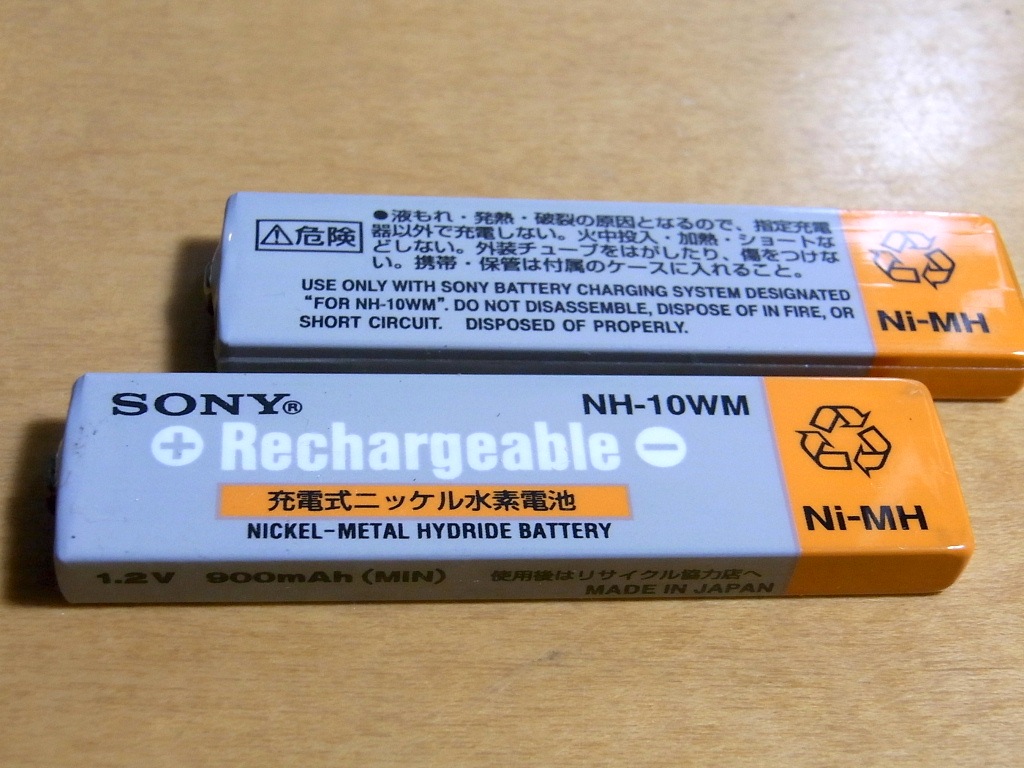 ⚠危険
●液もれ・発熱・破裂の原因となるので、指定充電
器以外で充電しない。火中投入・加熱・ショートな
どしない。外装チューブをはがしたり、傷をつけな
い。携帯・保管は付属のケースに入れること。
USE ONLY WITH SONY BATTERY CHARGING SYSTEM DESIGNATED
“FOR NH-10WM”. DO NOT DISASSEMBLE, DISPOSE OF IN FIRE, OR
SHORT CIRCUIT. DISPOSED OF PROPERLY.
Ni-MH
SONY® NH-10WM
+ Rechargeable −
充電式ニッケル水素電池
NICKEL-METAL HYDRIDE BATTERY
Ni-MH
1.2V 900mAh (MIN) 使用後はリサイクル協力店へ
MADE IN JAPAN